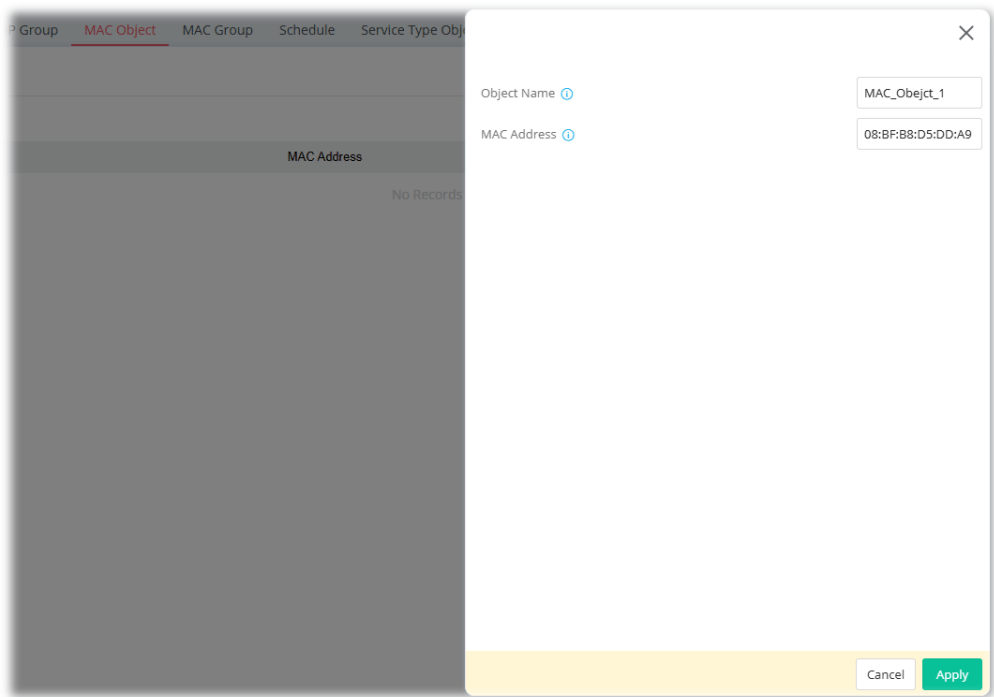 P Group MAC Object MAC Group Schedule Service Type Obje
Object Name
MAC_Obejct_1
MAC Address
08:BF:B8:D5:DD:A9
MAC Address
No Records
Cancel Apply